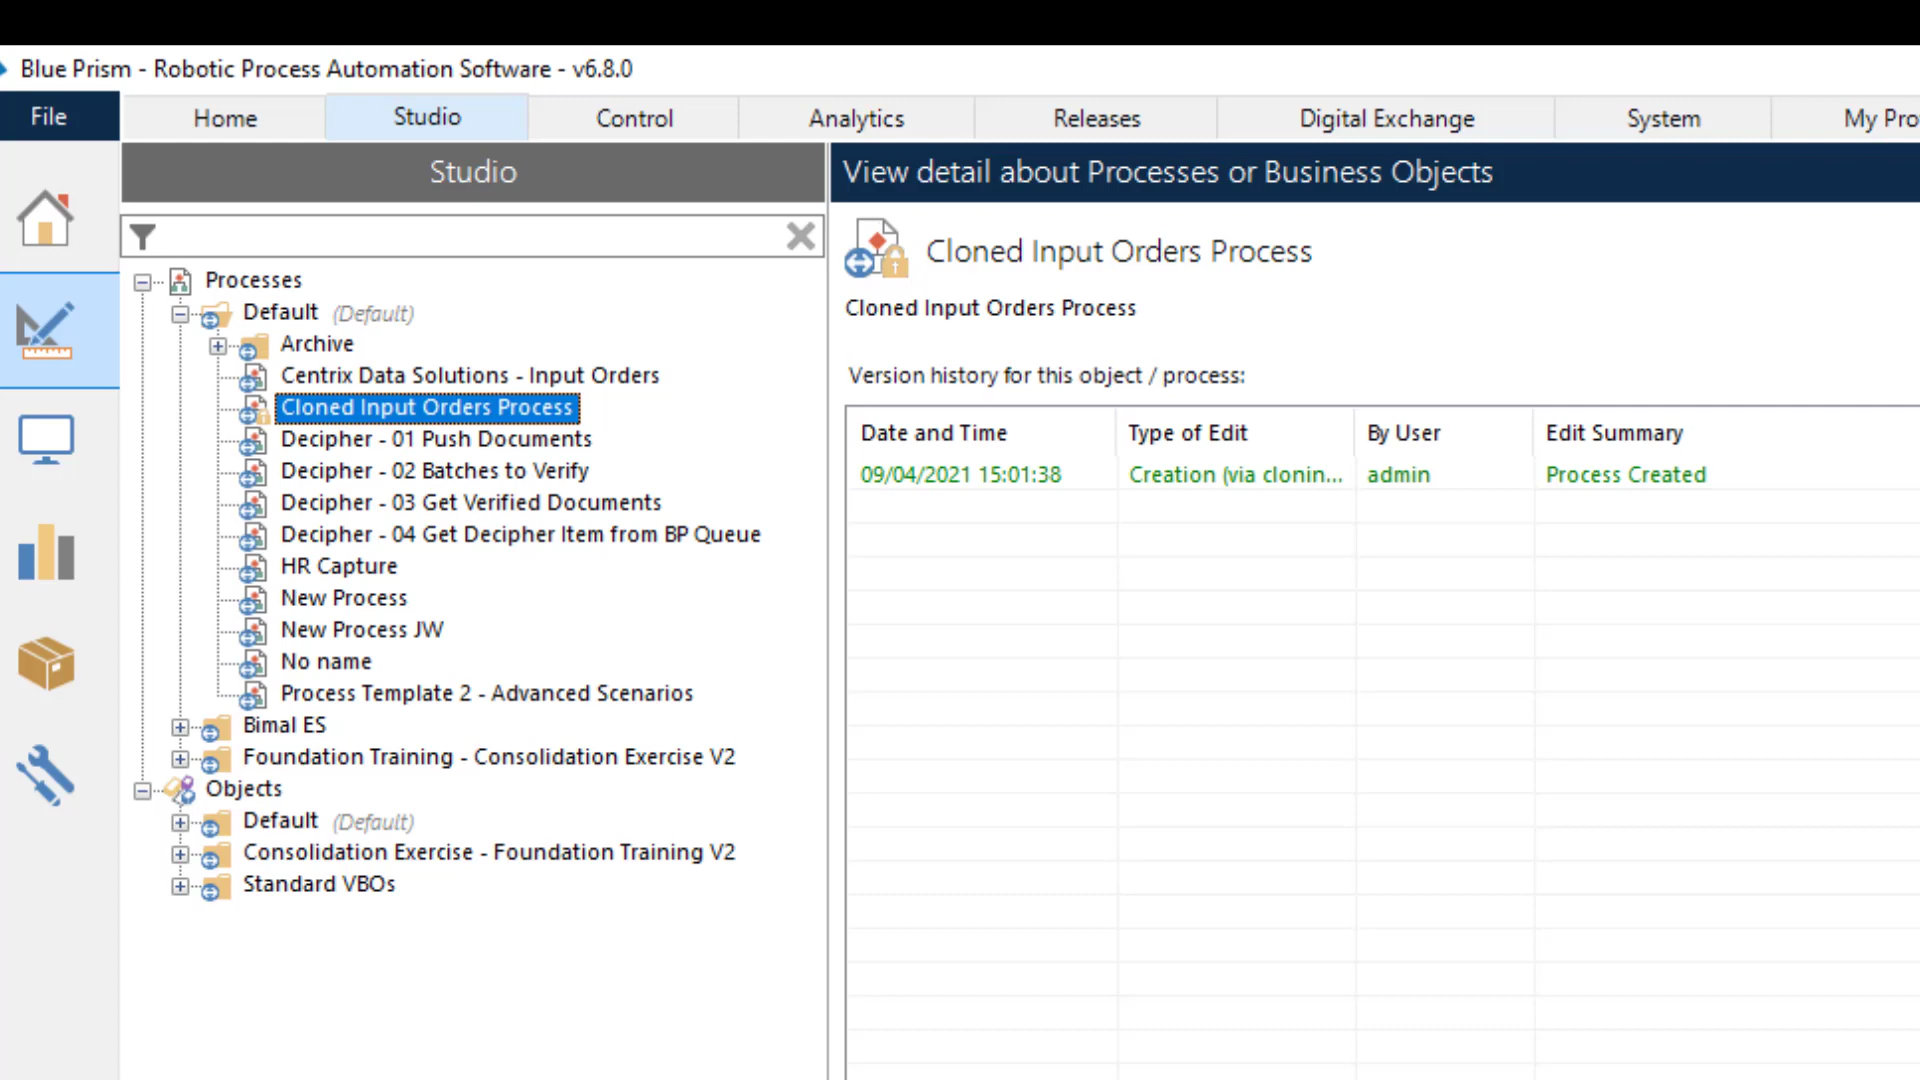 Blue Prism - Robotic Process Automation Software - v6.8.0
File
Home
Studio
Control
Analytics
Releases
Digital Exchange
System
My Pro
Studio
View detail about Processes or Business Objects
Processes
Default (Default)
Archive
Centrix Data Solutions - Input Orders
Cloned Input Orders Process
Decipher - 01 Push Documents
Decipher - 02 Batches to Verify
Decipher - 03 Get Verified Documents
Decipher - 04 Get Decipher Item from BP Queue
HR Capture
New Process
New Process JW
No name
Process Template 2 - Advanced Scenarios
Bimal ES
Foundation Training - Consolidation Exercise V2
Objects
Default (Default)
Consolidation Exercise - Foundation Training V2
Standard VBOs
Cloned Input Orders Process
Cloned Input Orders Process
Version history for this object / process:
Date and Time Type of Edit By User Edit Summary
09/04/2021 15:01:38 Creation (via clonin... admin Process Created